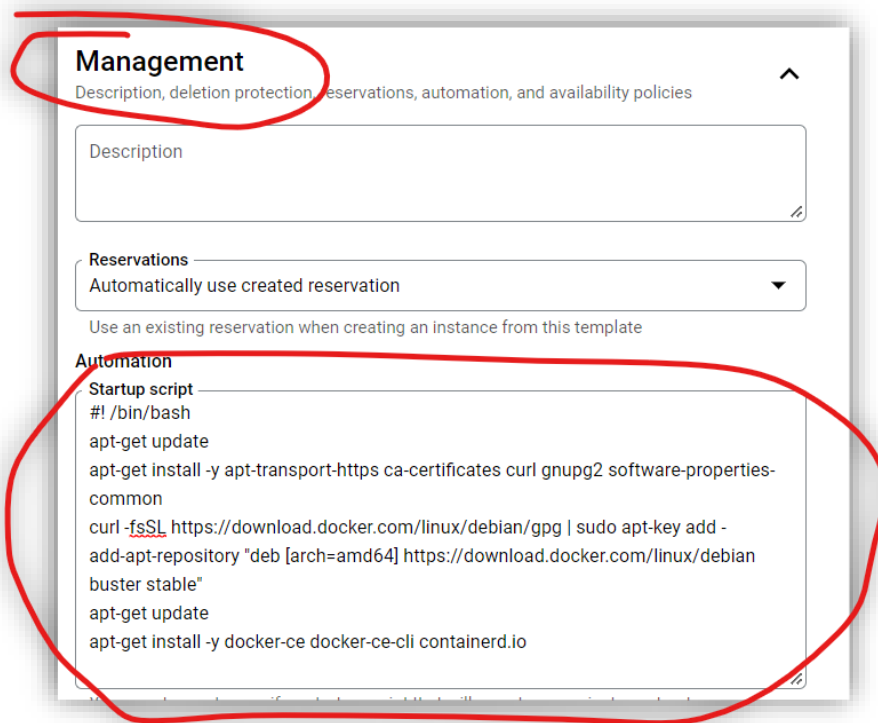 Management
Description, deletion protection, reservations, automation, and availability policies
Description
Reservations
Automatically use created reservation
Use an existing reservation when creating an instance from this template
Automation
Startup script
#! /bin/bash
apt-get update
apt-get install -y apt-transport-https ca-certificates curl gnupg2 software-properties-
common
curl -fsSL https://download.docker.com/linux/debian/gpg | sudo apt-key add -
add-apt-repository "deb [arch=amd64] https://download.docker.com/linux/debian
buster stable"
apt-get update
apt-get install -y docker-ce docker-ce-cli containerd.io